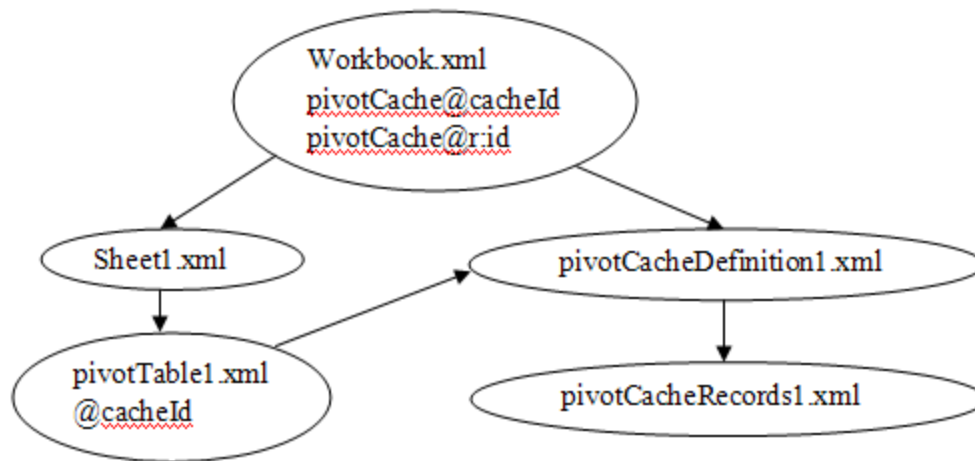 Workbook.xml
pivotCache@cacheId
pivotCache@r:id
Sheet1.xml
pivotCacheDefinition1.xml
pivotTable1.xml
@cacheId
pivotCacheRecords1.xml